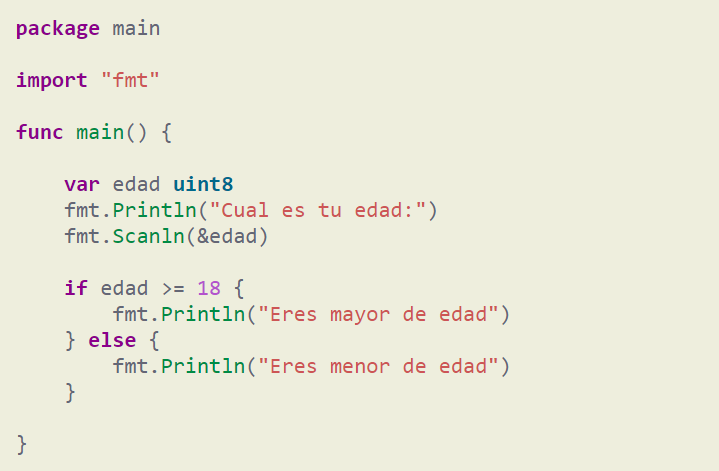 package main
import "fmt"
func main() {
    var edad uint8
    fmt.Println("Cual es tu edad:")
    fmt.Scanln(&edad)
    if edad >= 18 {
        fmt.Println("Eres mayor de edad")
    } else {
        fmt.Println("Eres menor de edad")
    }
}